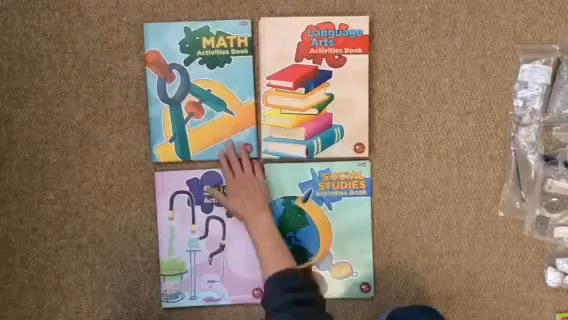 MATH
Activities Book
Language
Arts
Activities Book
SOCIAL
STUDIES
Activities Book